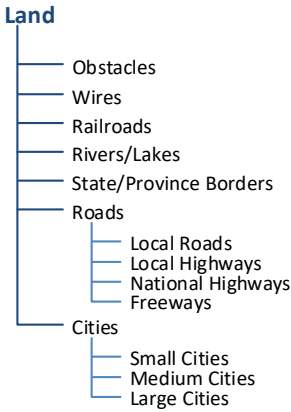 Land
Obstacles
Wires
Railroads
Rivers/Lakes
State/Province Borders
Roads
Local Roads
Local Highways
National Highways
Freeways
Cities
Small Cities
Medium Cities
Large Cities